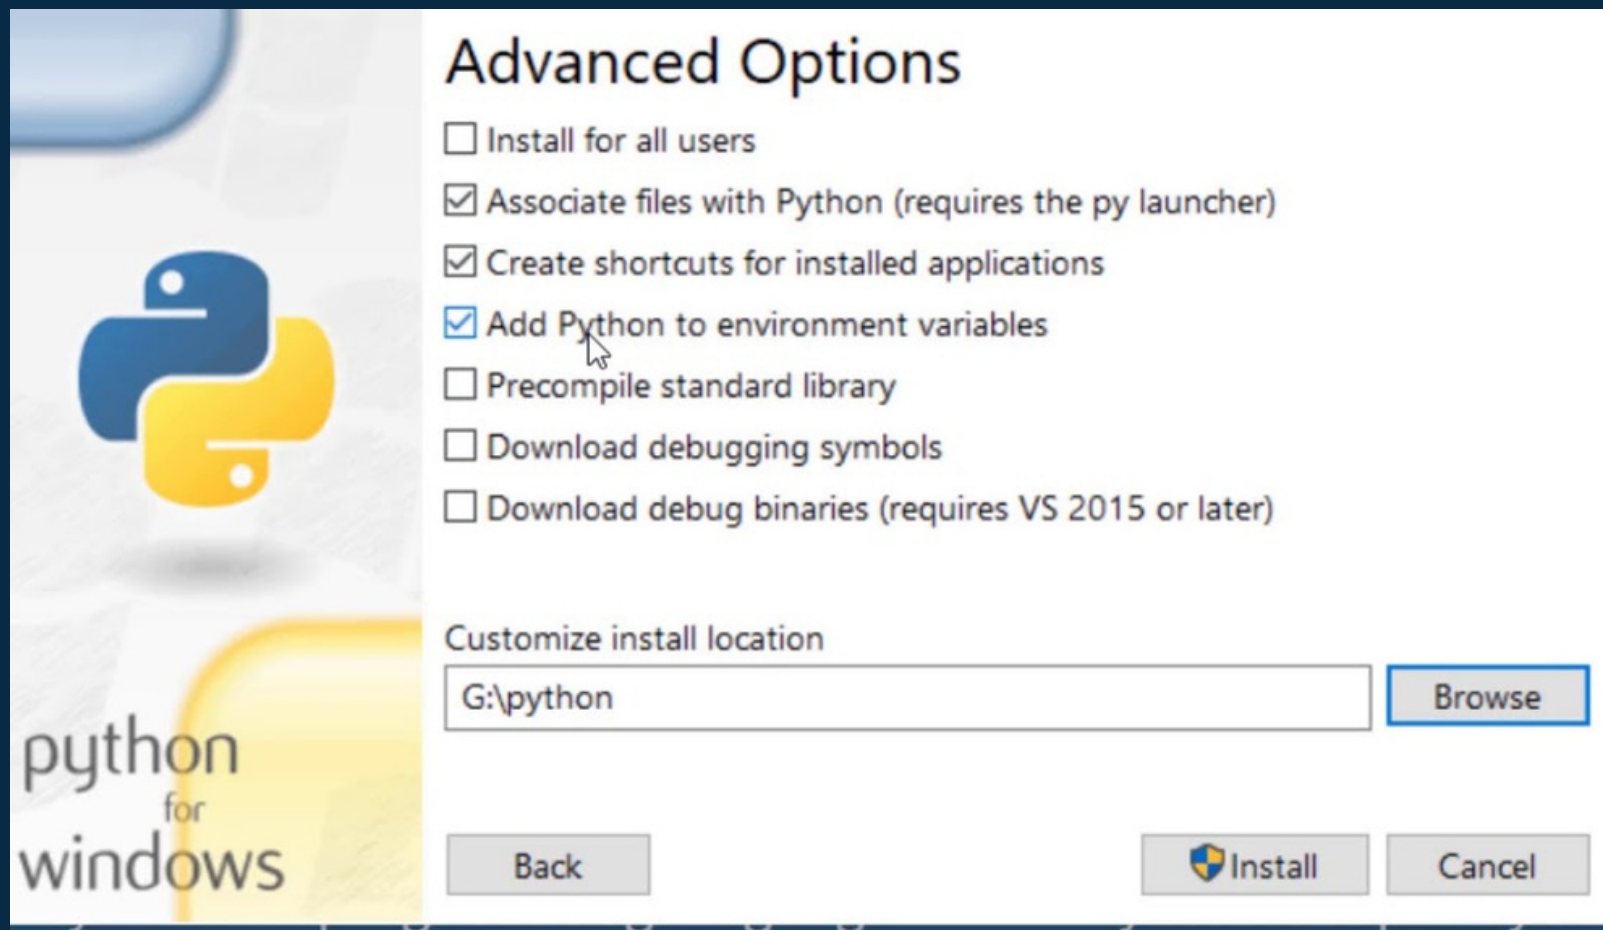 Advanced Options
Install for all users
Associate files with Python (requires the py launcher)
Create shortcuts for installed applications
Add Python to environment variables
Precompile standard library
Download debugging symbols
Download debug binaries (requires VS 2015 or later)
Customize install location
G:\python
Browse
python
for
windows
Back
Install
Cancel